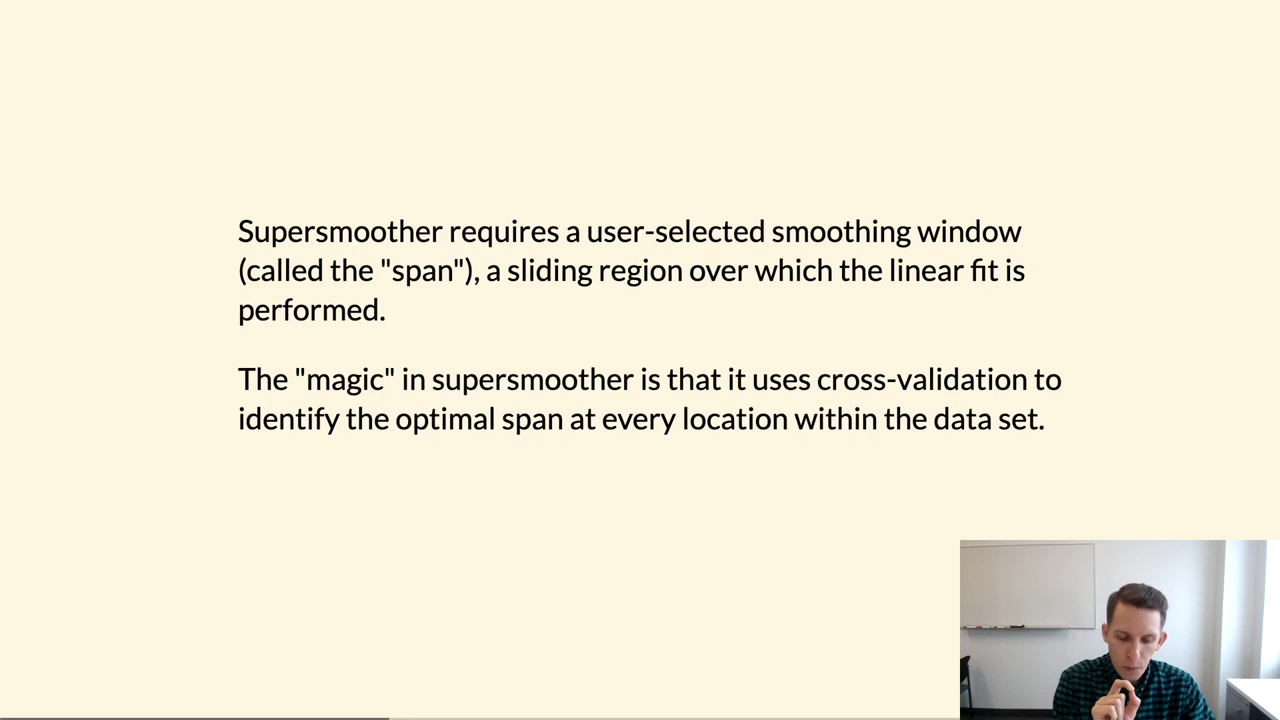 Supersmoother requires a user-selected smoothing window
(called the "span"), a sliding region over which the linear fit is
performed.
The "magic" in supersmoother is that it uses cross-validation to
identify the optimal span at every location within the data set.